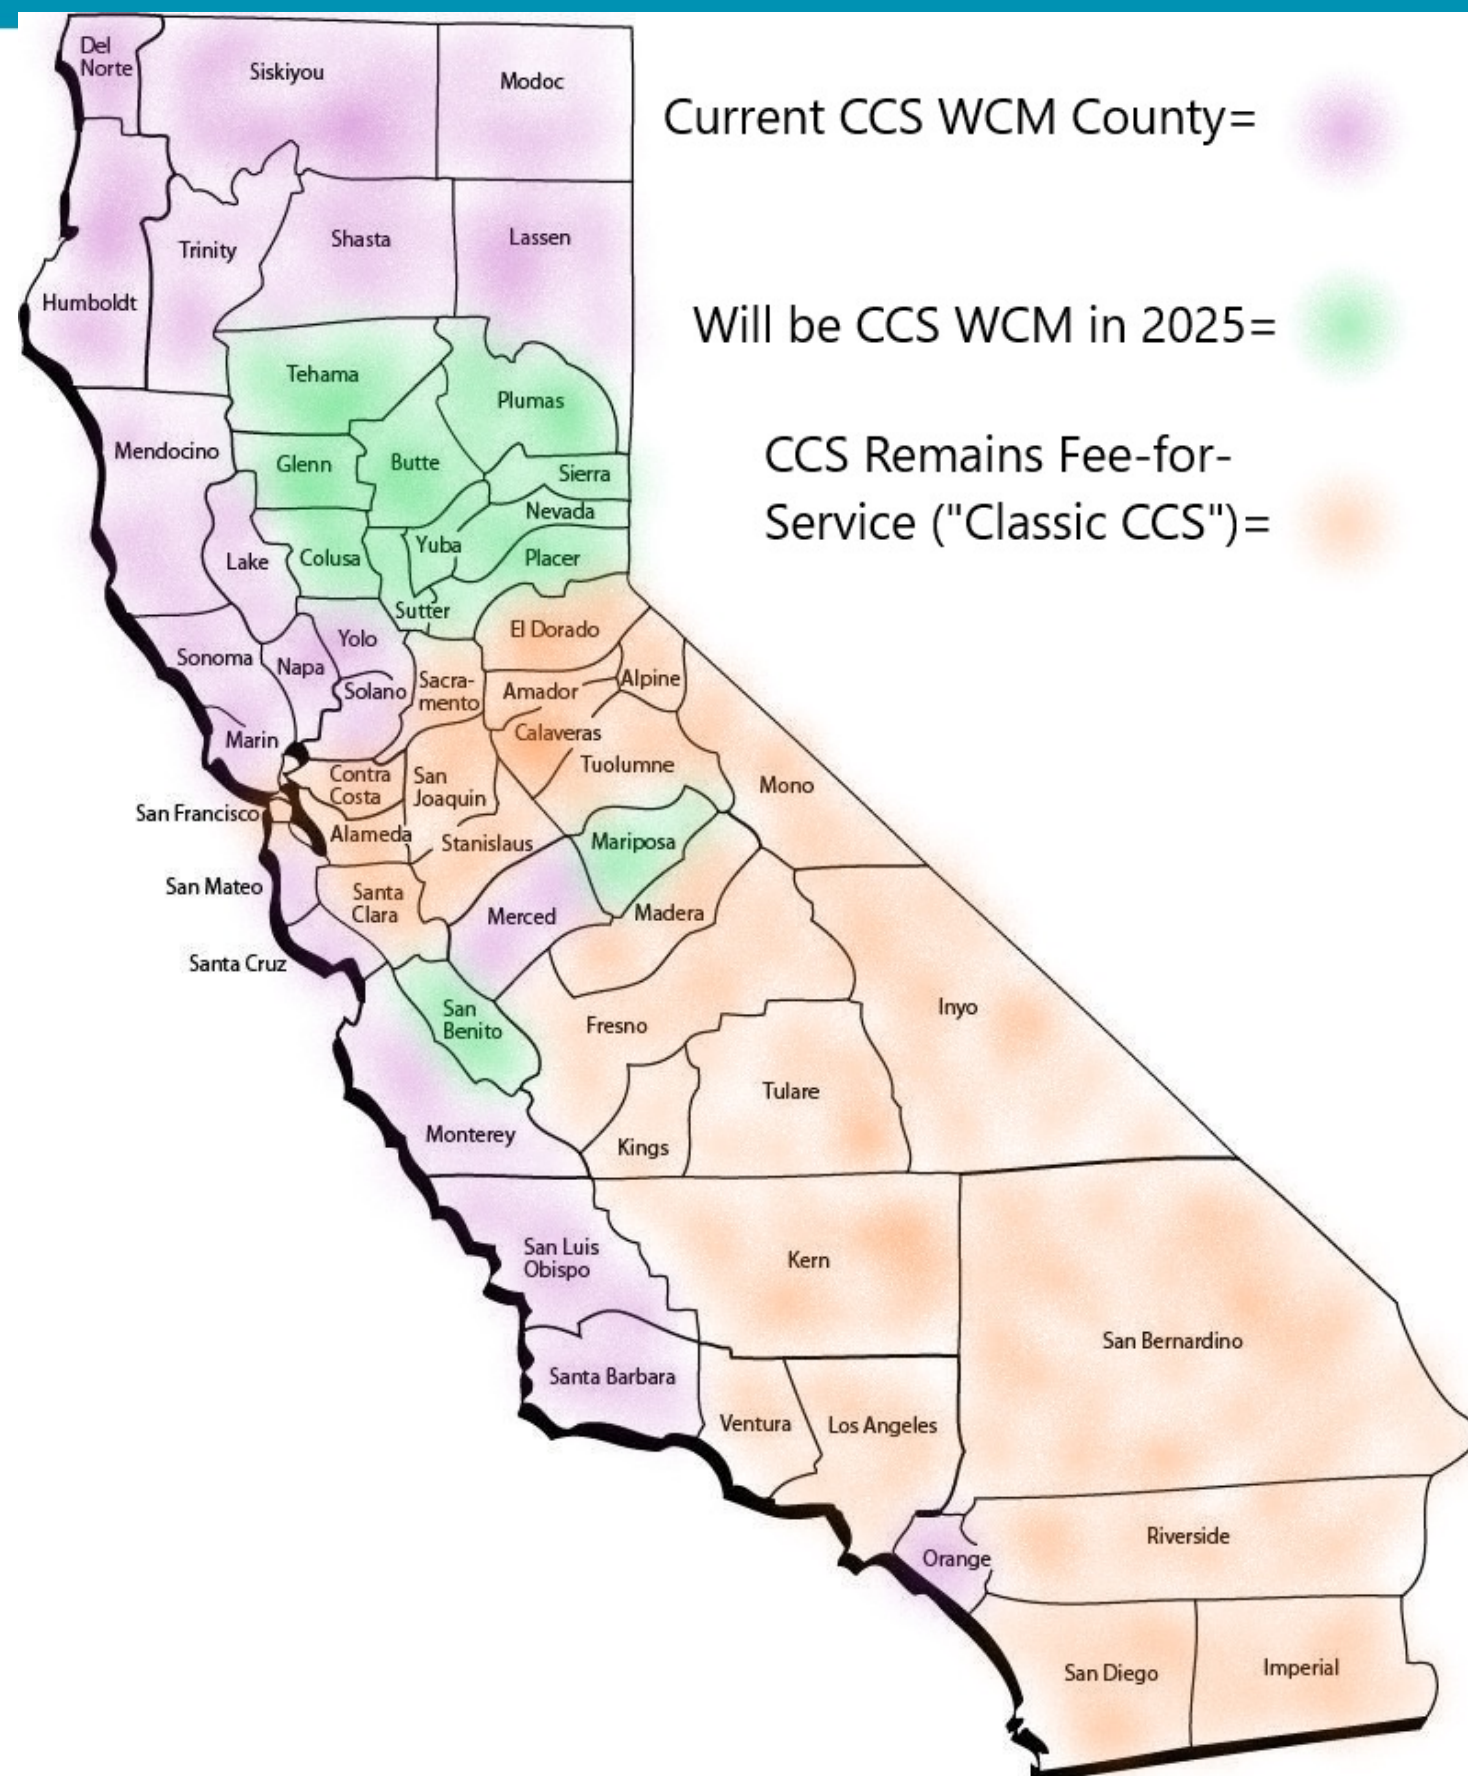 Del
Norte
Siskiyou
Modoc
Current CCS WCM County=
Trinity
Shasta
Lassen
Humboldt
Will be CCS WCM in 2025=
Tehama
Plumas
Mendocino
Glenn
Butte
Sierra
CCS Remains Fee-for-
Service ("Classic CCS")=
Nevada
Lake
Colusa
Yuba
Placer
Sutter
El Dorado
Sonoma
Napa
Yolo
Solano
Sacra-
mento
Amador
Alpine
Marin
Calaveras
Tuolumne
Contra
Costa
San
Joaquin
Mono
San Francisco
Alameda
Stanislaus
Mariposa
San Mateo
Santa
Clara
Merced
Madera
Santa Cruz
San
Benito
Fresno
Inyo
Tulare
Monterey
Kings
San Luis
Obispo
Kern
San Bernardino
Santa Barbara
Ventura
Los Angeles
Orange
Riverside
San Diego
Imperial